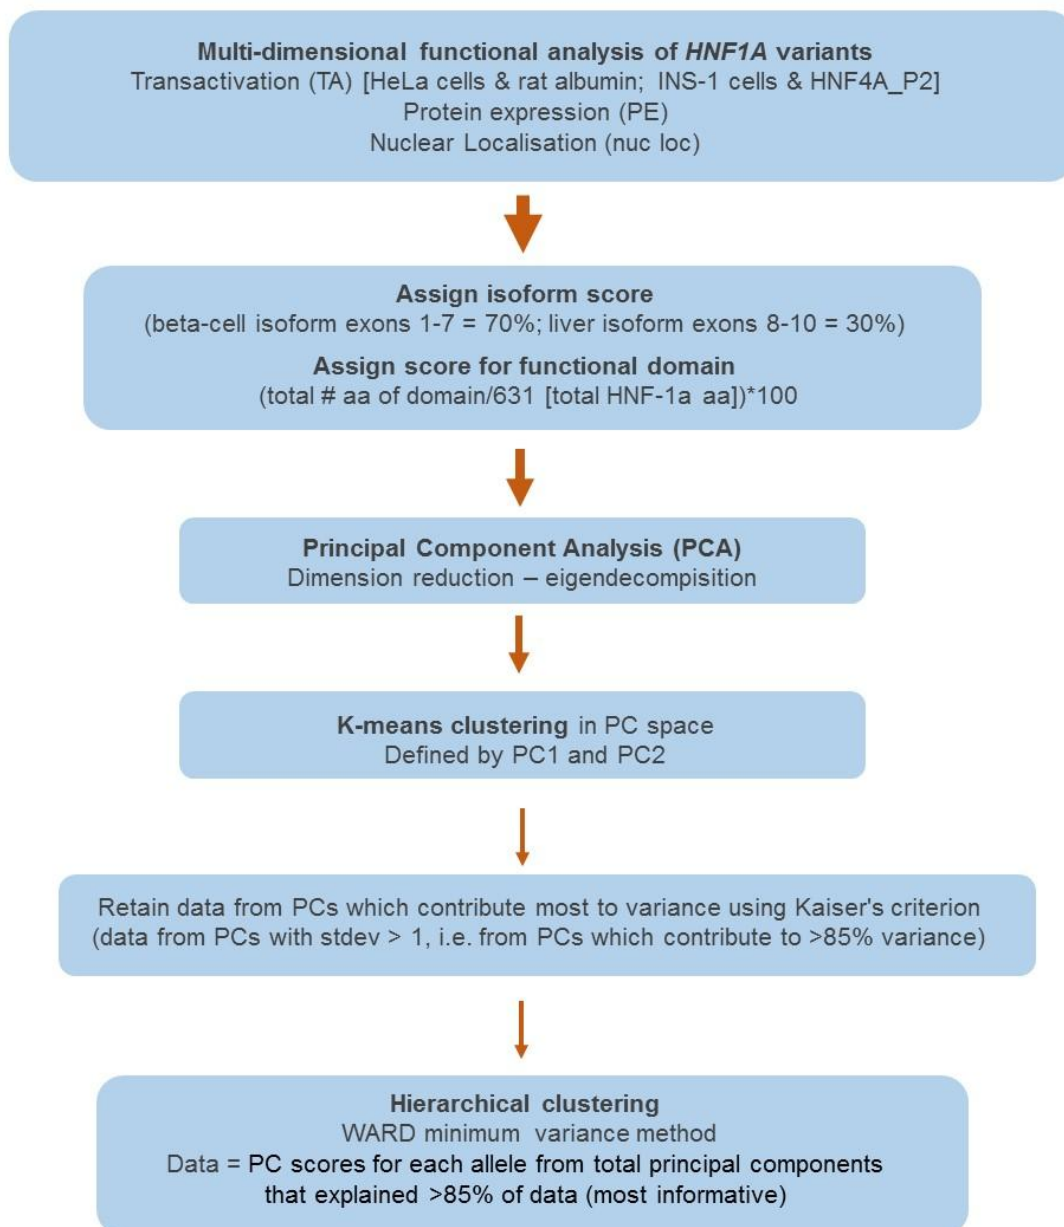 Multi-dimensional functional analysis of HNF1A variants
Transactivation (TA) [HeLa cells & rat albumin; INS-1 cells & HNF4A_P2]
Protein expression (PE)
Nuclear Localisation (nuc loc)
Assign isoform score
(beta-cell isoform exons 1-7 = 70%; liver isoform exons 8-10 = 30%)
Assign score for functional domain
(total # aa of domain/631 [total HNF-1a aa])*100
Principal Component Analysis (PCA)
Dimension reduction – eigendecompisition
K-means clustering in PC space
Defined by PC1 and PC2
Retain data from PCs which contribute most to variance using Kaiser's criterion
(data from PCs with stdev > 1, i.e. from PCs which contribute to >85% variance)
Hierarchical clustering
WARD minimum variance method
Data = PC scores for each allele from total principal components
that explained >85% of data (most informative)